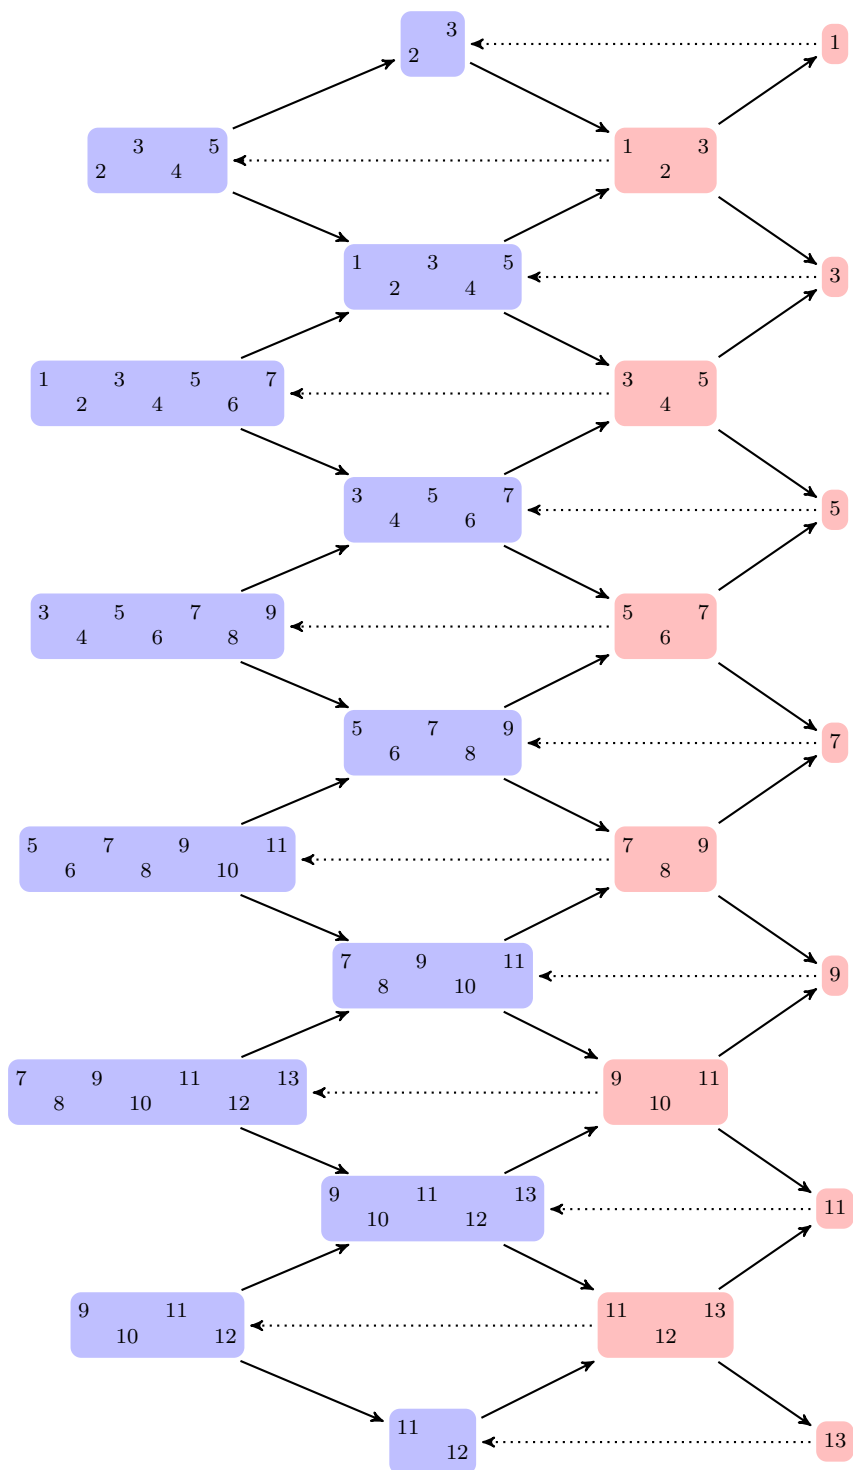 3 1
2
3 5 1 3
2 4 2
1 3 5 3
2 4
1 3 5 7 3 5
2 4 6 4
3 5 7 5
4 6
3 5 7 9 5 7
4 6 8 6
5 7 9 7
6 8
5 7 9 11 7 9
6 8 10 8
7 9 11 9
8 10
7 9 11 13 9 11
8 10 12 10
9 11 13 11
10 12
9 11 11 13
10 12 12
11 13
12